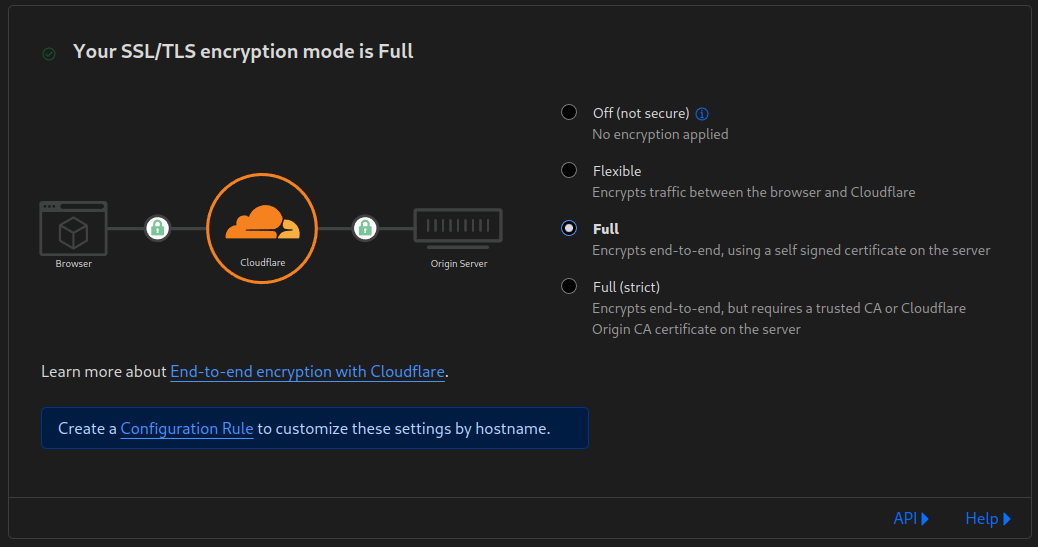 Your SSL/TLS encryption mode is Full
Off (not secure)
No encryption applied
Flexible
Encrypts traffic between the browser and Cloudflare
Full
Encrypts end-to-end, using a self signed certificate on the server
Full (strict)
Encrypts end-to-end, but requires a trusted CA or Cloudflare
Origin CA certificate on the server
Browser
Cloudflare
Origin Server
Learn more about End-to-end encryption with Cloudflare.
Create a Configuration Rule to customize these settings by hostname.
API
Help